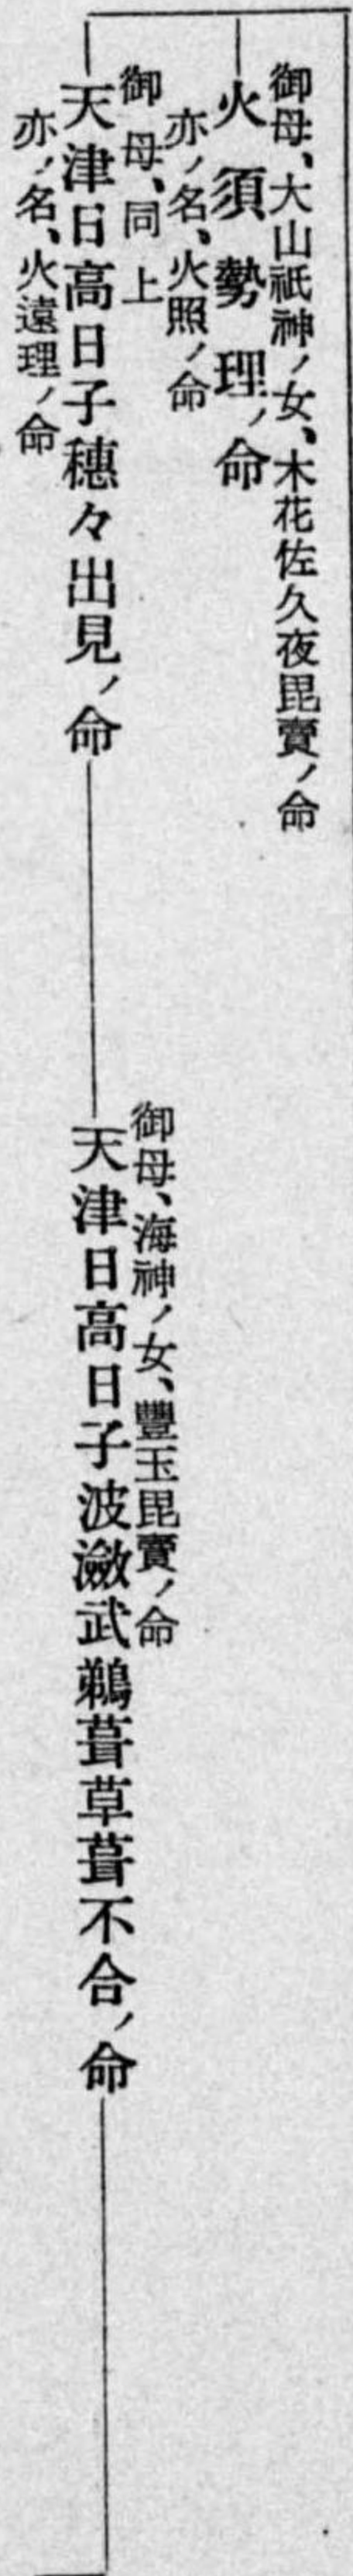 御母、大山祇神ノ女、木花佐久夜毘賣ノ命
火須勢理ノ命
亦ノ名、火照ノ命
御母、同上
天津日高日子穗々出見ノ命
亦ノ名、火遠理ノ命
御母、海神ノ女、豐玉毘賣ノ命
天津日高日子波瀲武鵜葺草葺不合ノ命